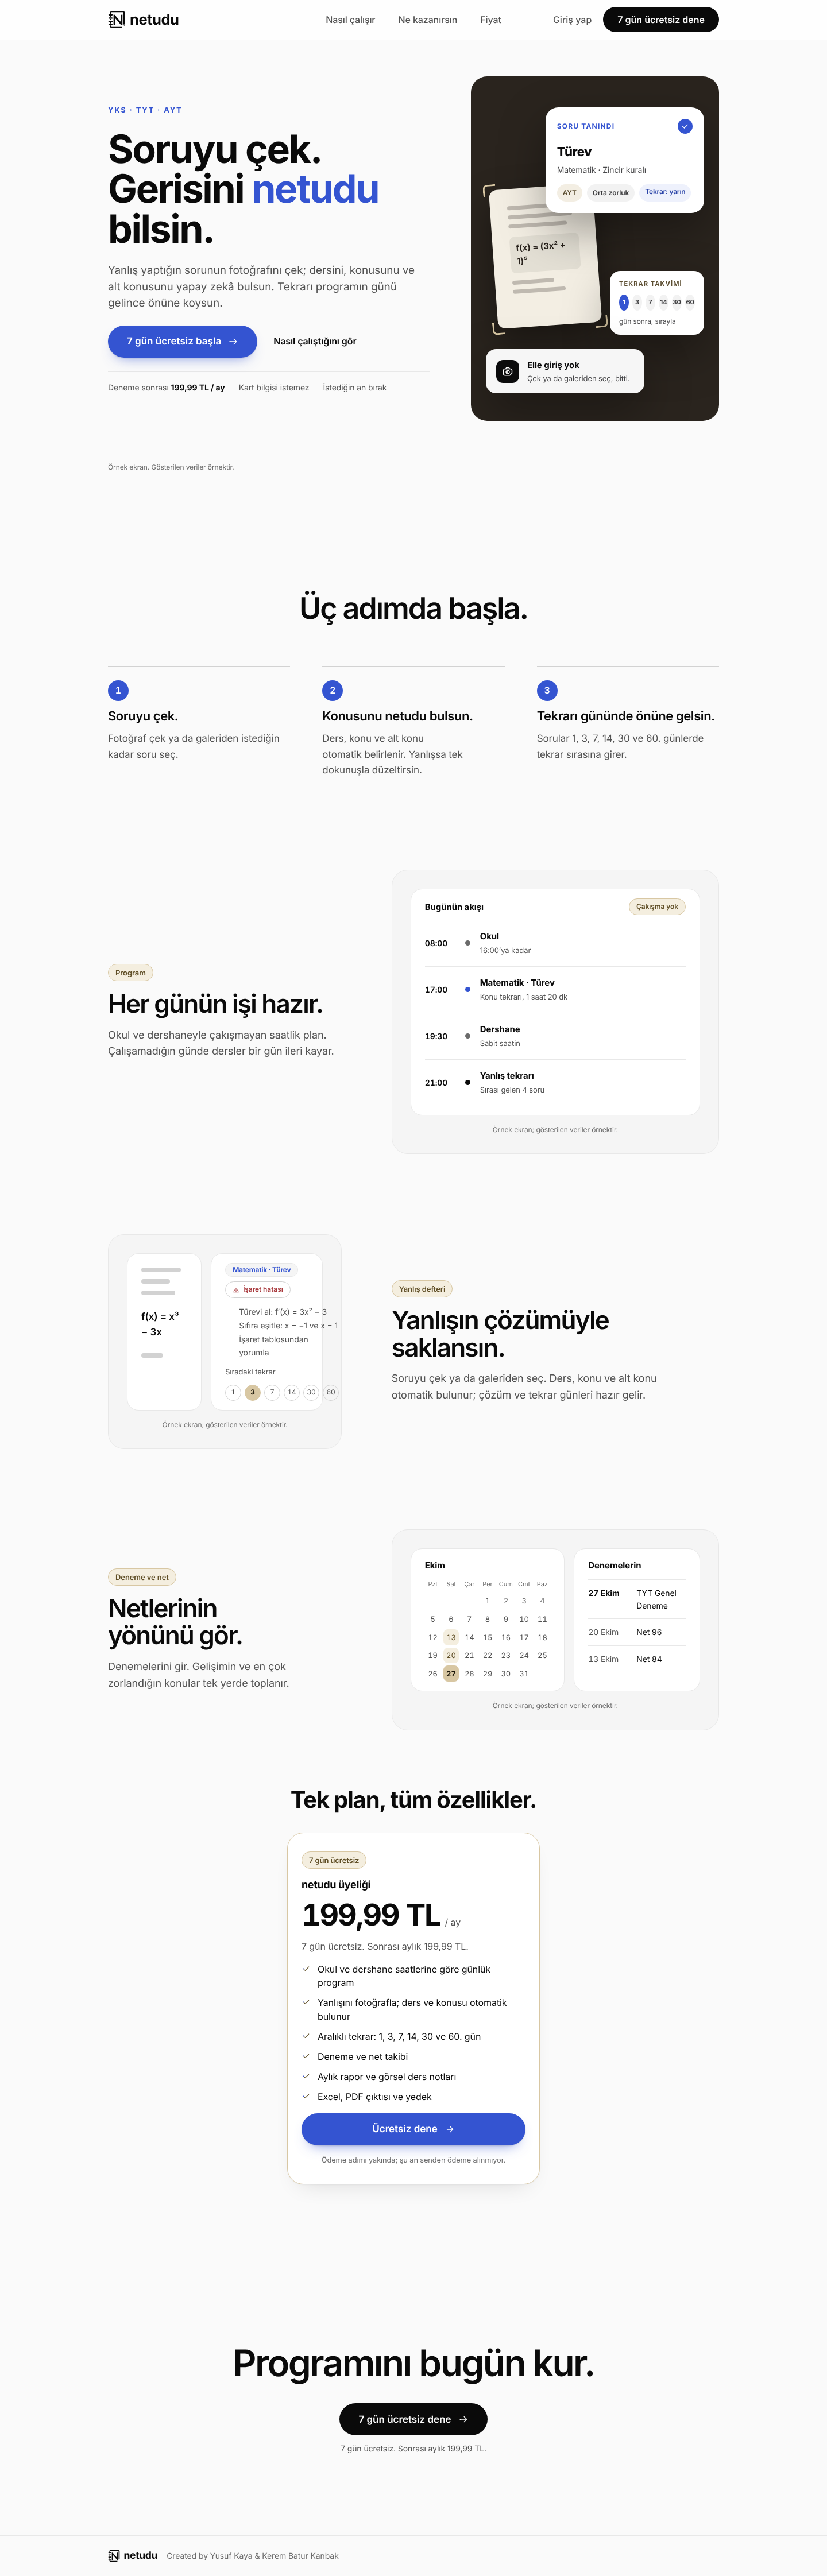 netudu
Nasıl çalışır
Ne kazanırsın
Fiyat
Giriş yap
7 gün ücretsiz dene
YKS · TYT · AYT
Soruyu çek.
Gerisini netudu
bilsin.
Yanlış yaptığın sorunun fotoğrafını çek; dersini, konusunu ve
alt konusunu yapay zekâ bulsun. Tekrarı programın günü
gelince önüne koysun.
7 gün ücretsiz başla →
Nasıl çalıştığını gör
Deneme sonrası 199,99 TL / ay
Kart bilgisi istemez
İstediğin an bırak
SORU TANINDI
Türev
Matematik · Zincir kuralı
AYT
Orta zorluk
Tekrar: yarın
f(x) = (3x² +
1)⁵
TEKRAR TAKVİMİ
1 3 7 14 30 60
gün sonra, sırayla
Elle giriş yok
Çek ya da galeriden seç, bitti.
Örnek ekran. Gösterilen veriler örnektir.
Üç adımda başla.
1
Soruyu çek.
Fotoğraf çek ya da galeriden istediğin
kadar soru seç.
2
Konusunu netudu bulsun.
Ders, konu ve alt konu
otomatik belirlenir. Yanlışsa tek
dokunuşla düzeltirsin.
3
Tekrarı gününde önüne gelsin.
Sorular 1, 3, 7, 14, 30 ve 60. günlerde
tekrar sırasına girer.
Program
Her günün işi hazır.
Okul ve dershaneyle çakışmayan saatlik plan.
Çalışamadığın günde dersler bir gün ileri kayar.
Bugünün akışı
Çakışma yok
08:00
Okul
16:00'ya kadar
17:00
Matematik · Türev
Konu tekrarı, 1 saat 20 dk
19:30
Dershane
Sabit saatin
21:00
Yanlış tekrarı
Sırası gelen 4 soru
Örnek ekran; gösterilen veriler örnektir.
f(x) = x³
− 3x
Matematik · Türev
İşaret hatası
Türevi al: f′(x) = 3x² − 3
Sıfıra eşitle: x = −1 ve x = 1
İşaret tablosundan
yorumla
Sıradaki tekrar
1 3 7 14 30 60
Örnek ekran; gösterilen veriler örnektir.
Yanlış defteri
Yanlışın çözümüyle
saklansın.
Soruyu çek ya da galeriden seç. Ders, konu ve alt konu
otomatik bulunur; çözüm ve tekrar günleri hazır gelir.
Deneme ve net
Netlerinin
yönünü gör.
Denemelerini gir. Gelişimin ve en çok
zorlandığın konular tek yerde toplanır.
Ekim
Pzt Sal Çar Per Cum Cmt Paz
1 2 3 4
5 6 7 8 9 10 11
12 13 14 15 16 17 18
19 20 21 22 23 24 25
26 27 28 29 30 31
Denemelerin
27 Ekim
TYT Genel
Deneme
20 Ekim Net 96
13 Ekim Net 84
Örnek ekran; gösterilen veriler örnektir.
Tek plan, tüm özellikler.
7 gün ücretsiz
netudu üyeliği
199,99 TL / ay
7 gün ücretsiz. Sonrası aylık 199,99 TL.
Okul ve dershane saatlerine göre günlük
program
Yanlışını fotoğrafla; ders ve konusu otomatik
bulunur
Aralıklı tekrar: 1, 3, 7, 14, 30 ve 60. gün
Deneme ve net takibi
Aylık rapor ve görsel ders notları
Excel, PDF çıktısı ve yedek
Ücretsiz dene →
Ödeme adımı yakında; şu an senden ödeme alınmıyor.
Programını bugün kur.
7 gün ücretsiz dene →
7 gün ücretsiz. Sonrası aylık 199,99 TL.
netudu
Created by Yusuf Kaya & Kerem Batur Kanbak